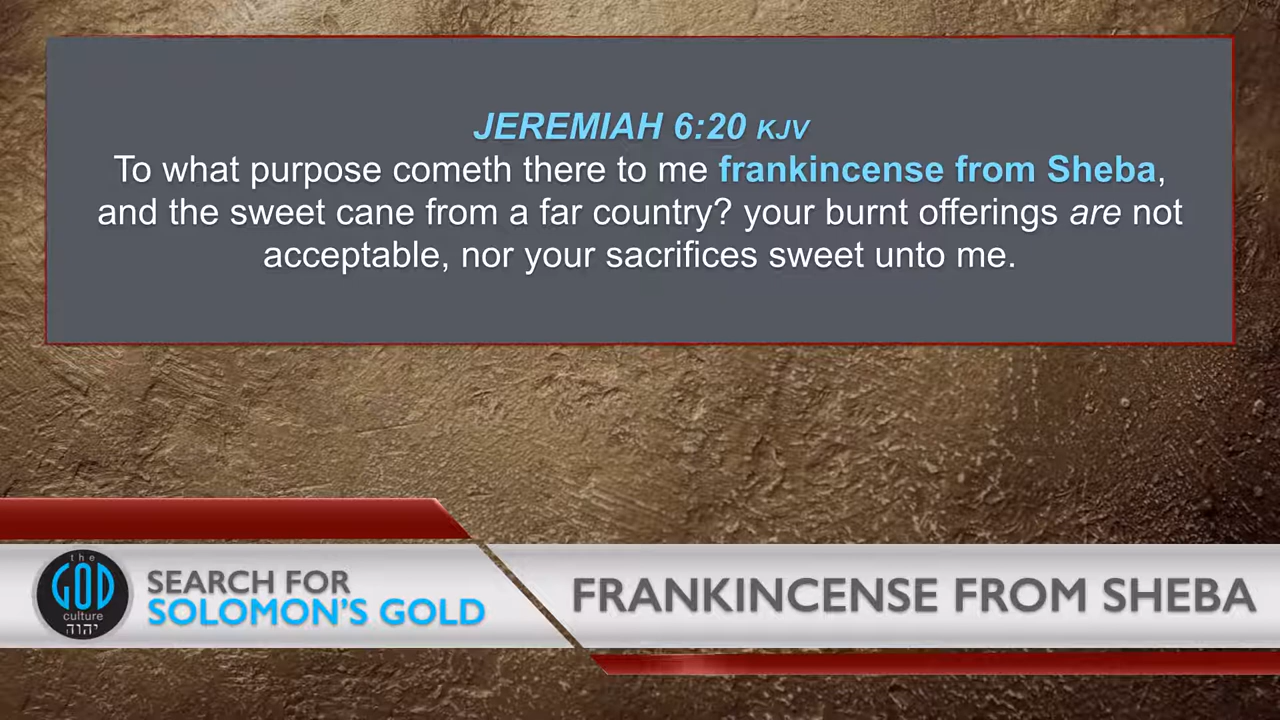 JEREMIAH 6:20 KJV
To what purpose cometh there to me frankincense from Sheba,
and the sweet cane from a far country? your burnt offerings are not
acceptable, nor your sacrifices sweet unto me.
the
GOD
culture
יהוה
SEARCH FOR
SOLOMON'S GOLD
FRANKINCENSE FROM SHEBA